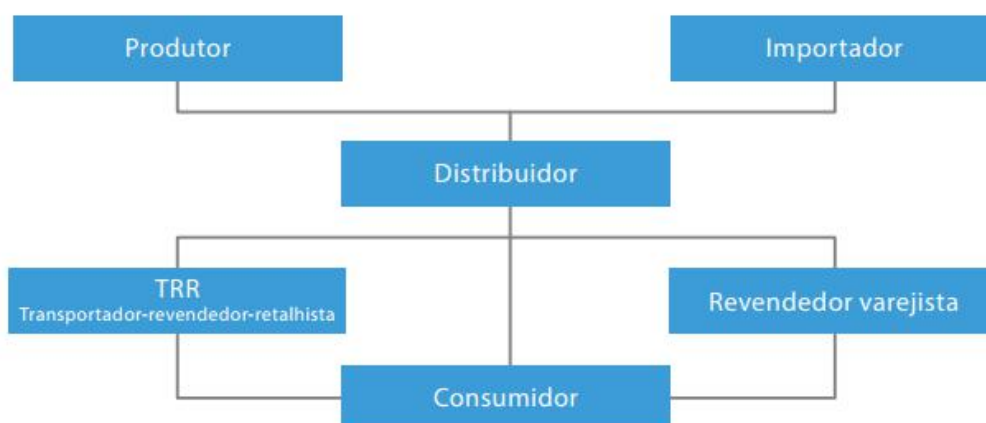 Produtor
Importador
Distribuidor
TRR
Transportador-revendedor-retalhista
Revendedor varejista
Consumidor